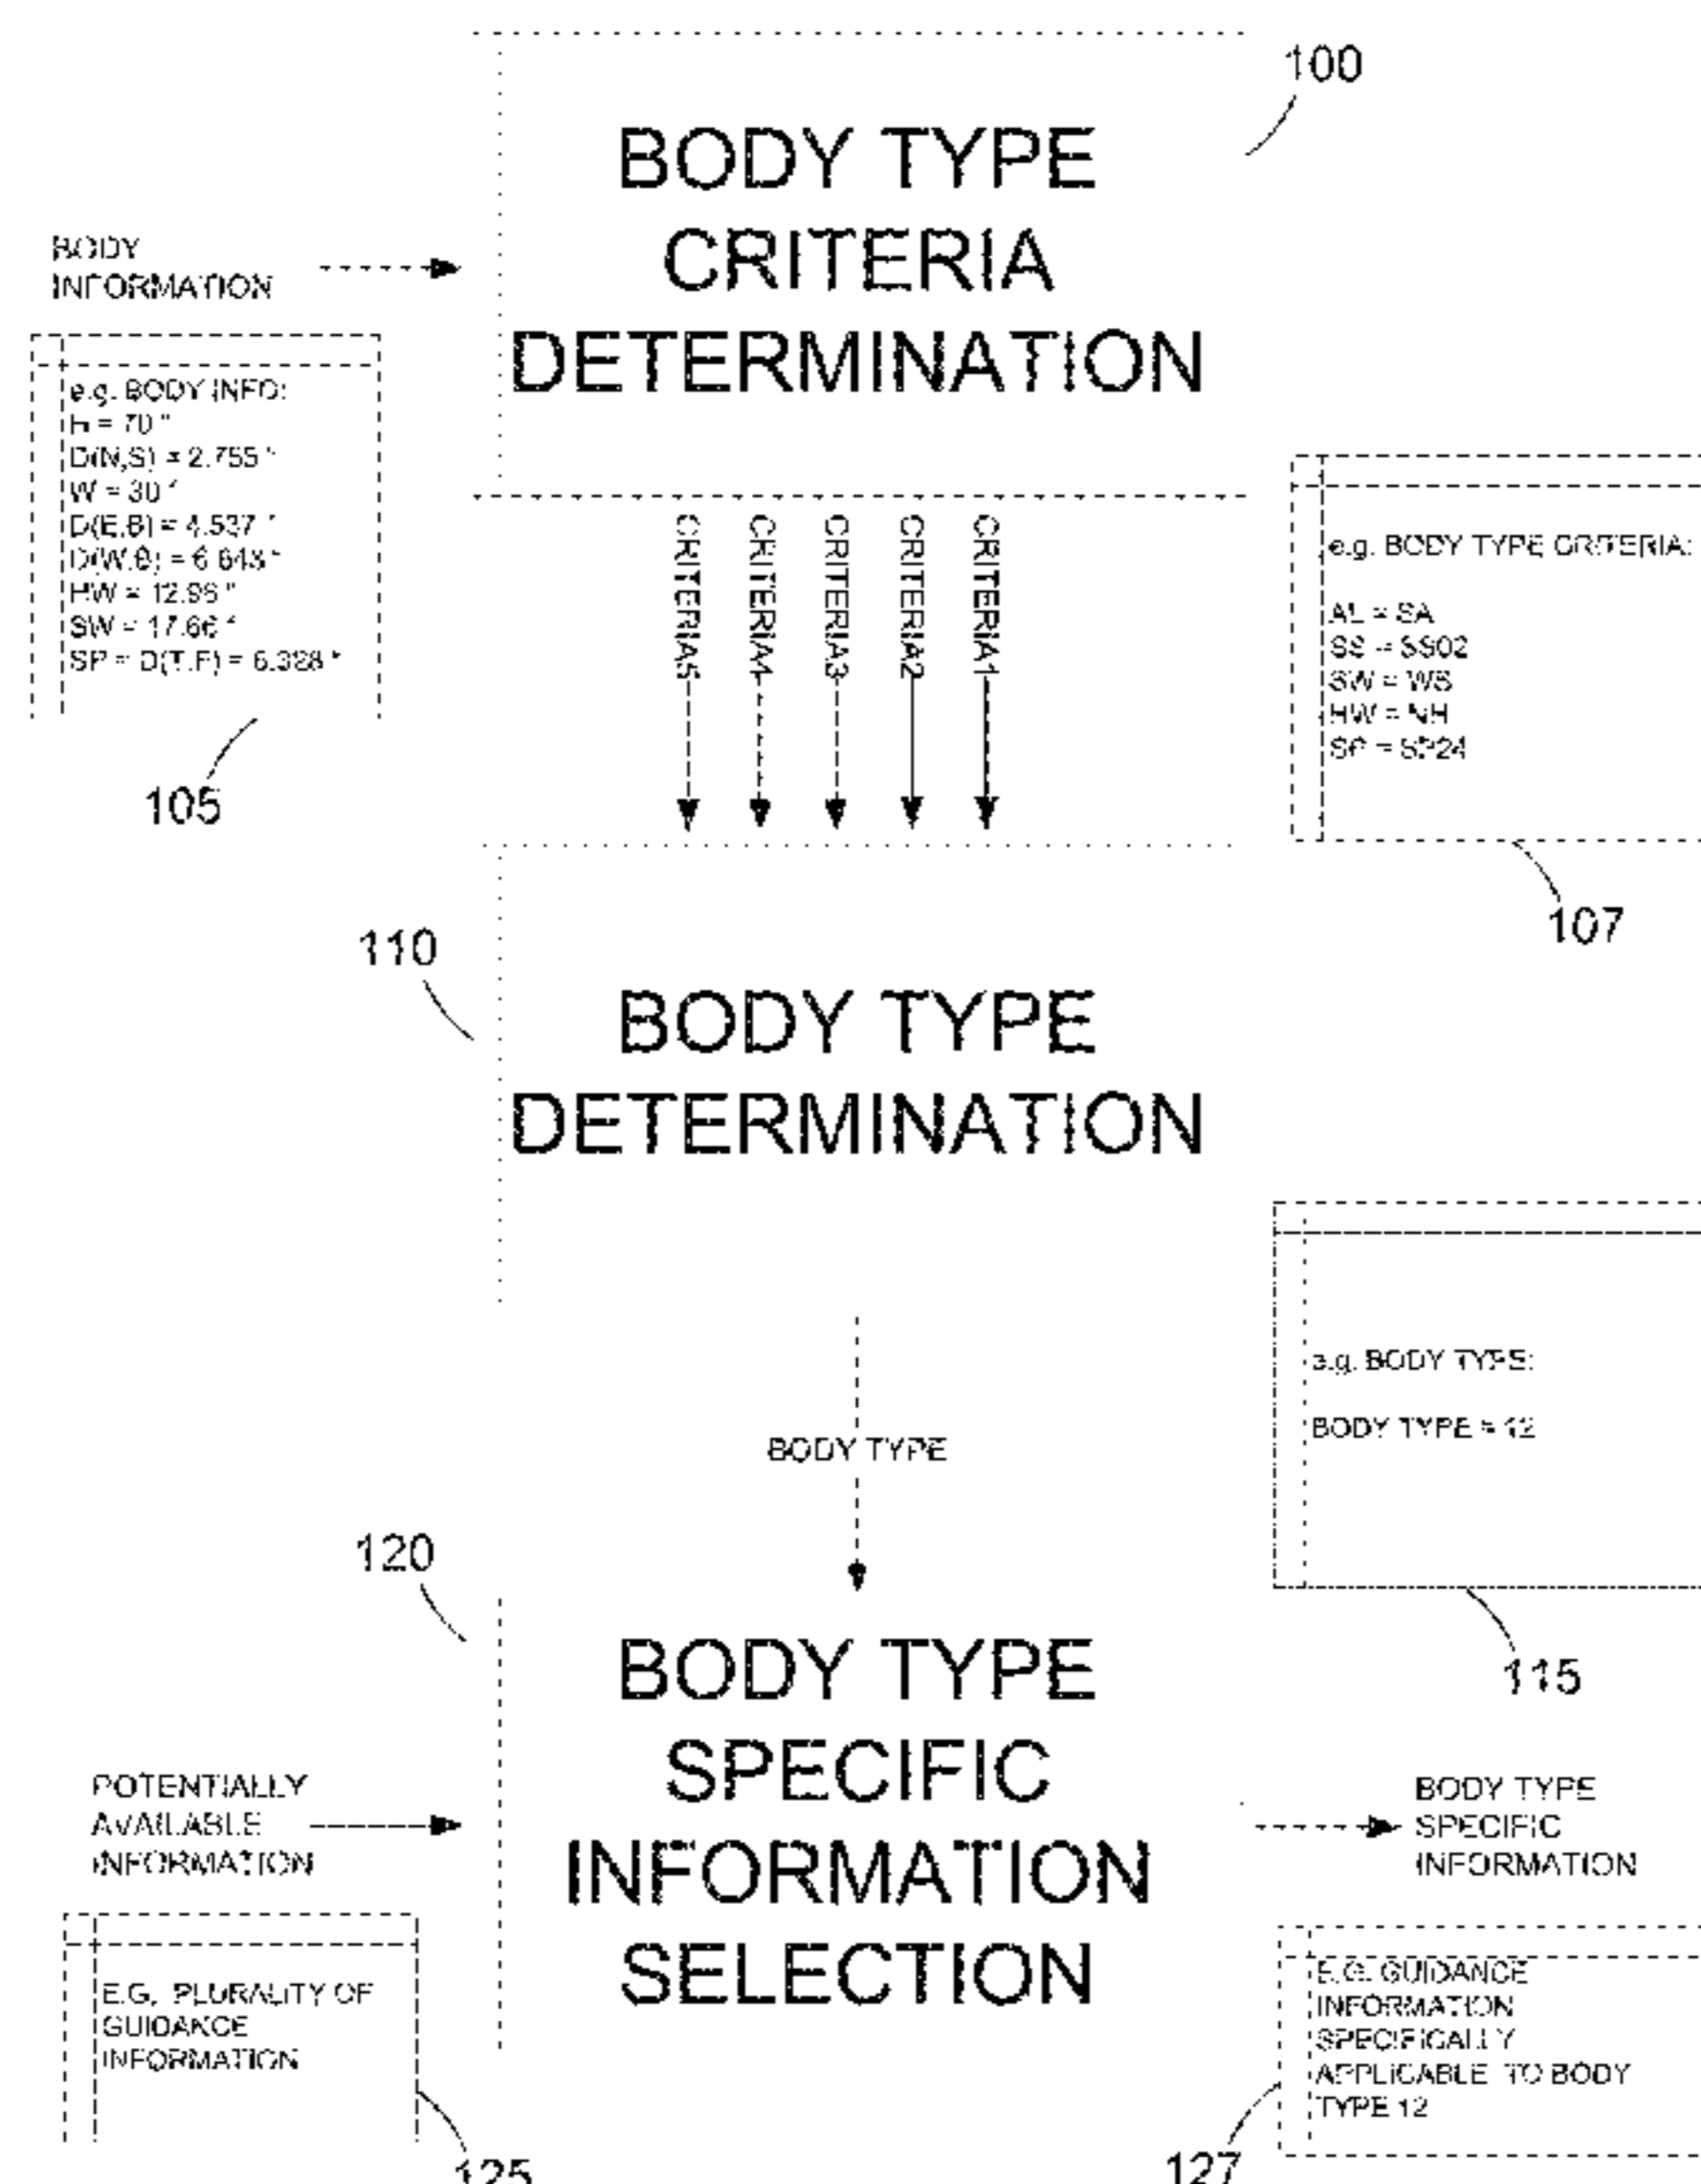 100
BODY TYPE
CRITERIA
DETERMINATION
BODY
INFORMATION
e.g. BODY INFO:
H = 70 "
D(N,S) = 2.755 "
W = 30 "
D(E,B) = 4.537 "
D(W,B) = 6.648 "
HW = 12.96 "
SW = 17.66 "
SP = D(T,F) = 6.328 "
105
CRITERIA5
CRITERIA4
CRITERIA3
CRITERIA2
CRITERIA1
e.g. BODY TYPE CRITERIA:
AL = SA
SS = SS02
SW = WS
HW = NH
SP = SP24
107
110
BODY TYPE
DETERMINATION
e.g. BODY TYPE:
BODY TYPE = 12
115
BODY TYPE
120
BODY TYPE
SPECIFIC
INFORMATION
SELECTION
POTENTIALLY
AVAILABLE
INFORMATION
E.G. PLURALITY OF
GUIDANCE
INFORMATION
125
BODY TYPE
SPECIFIC
INFORMATION
E.G. GUIDANCE
INFORMATION
SPECIFICALLY
APPLICABLE TO BODY
TYPE 12
127